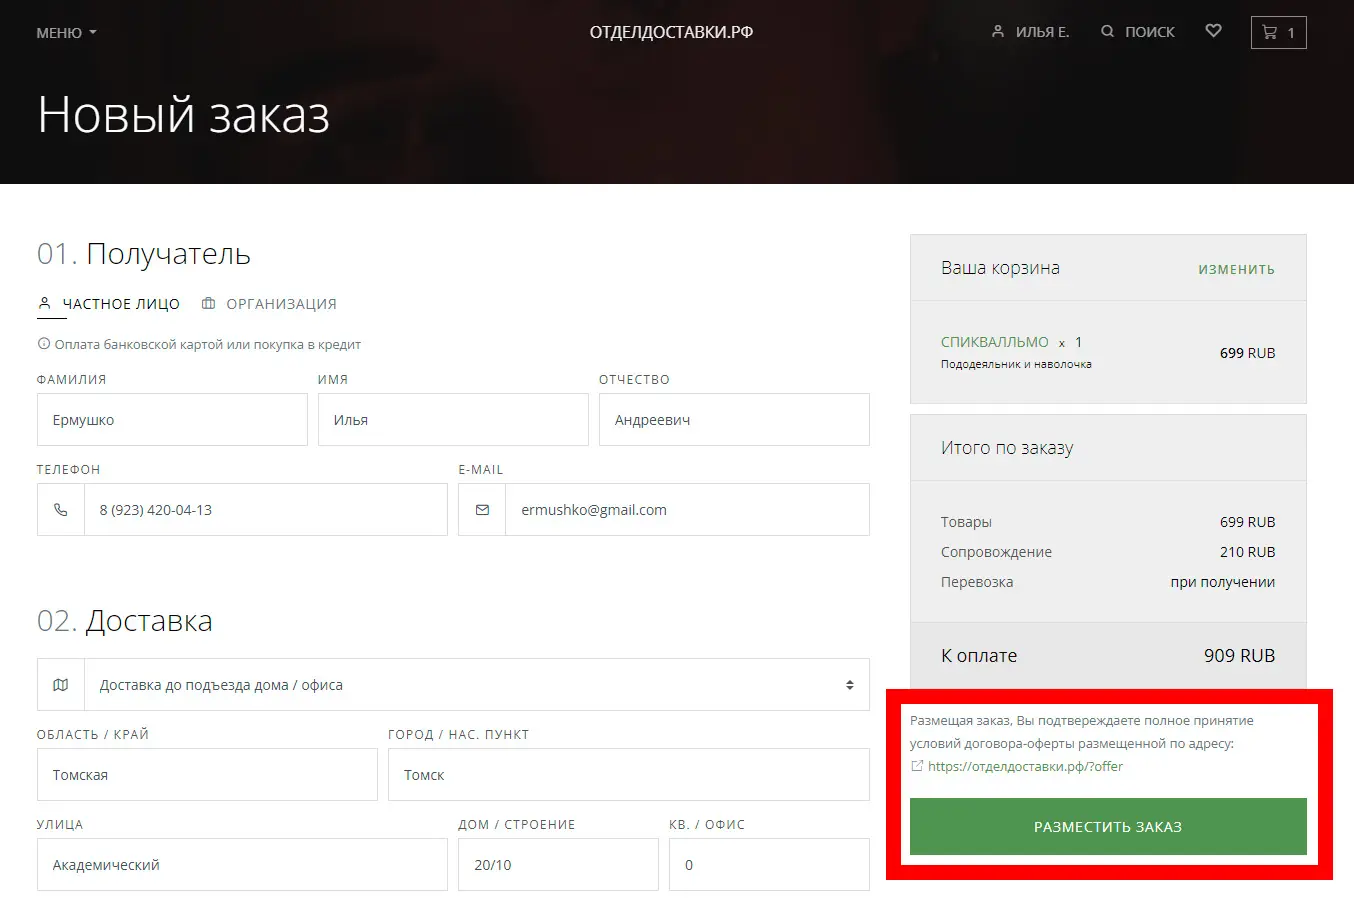 МЕНЮ
ОТДЕЛДОСТАВКИ.РФ
ИЛЬЯ Е.
ПОИСК
1
Новый заказ
01. Получатель
ЧАСТНОЕ ЛИЦО
ОРГАНИЗАЦИЯ
Оплата банковской картой или покупка в кредит
ФАМИЛИЯ
ИМЯ
ОТЧЕСТВО
Ермушко
Илья
Андреевич
ТЕЛЕФОН
E-MAIL
8 (923) 420-04-13
ermushko@gmail.com
02. Доставка
Доставка до подъезда дома / офиса
ОБЛАСТЬ / КРАЙ
ГОРОД / НАС. ПУНКТ
Томская
Томск
УЛИЦА
ДОМ / СТРОЕНИЕ
КВ. / ОФИС
Академический
20/10
0
Ваша корзина
ИЗМЕНИТЬ
СПИКВАЛЛЬМО x 1
Пододеяльник и наволочка
699 RUB
Итого по заказу
Товары 699 RUB
Сопровождение 210 RUB
Перевозка при получении
К оплате 909 RUB
Размещая заказ, Вы подтверждаете полное принятие
условий договора-оферты размещенной по адресу:
https://отделдоставки.рф/?offer
РАЗМЕСТИТЬ ЗАКАЗ